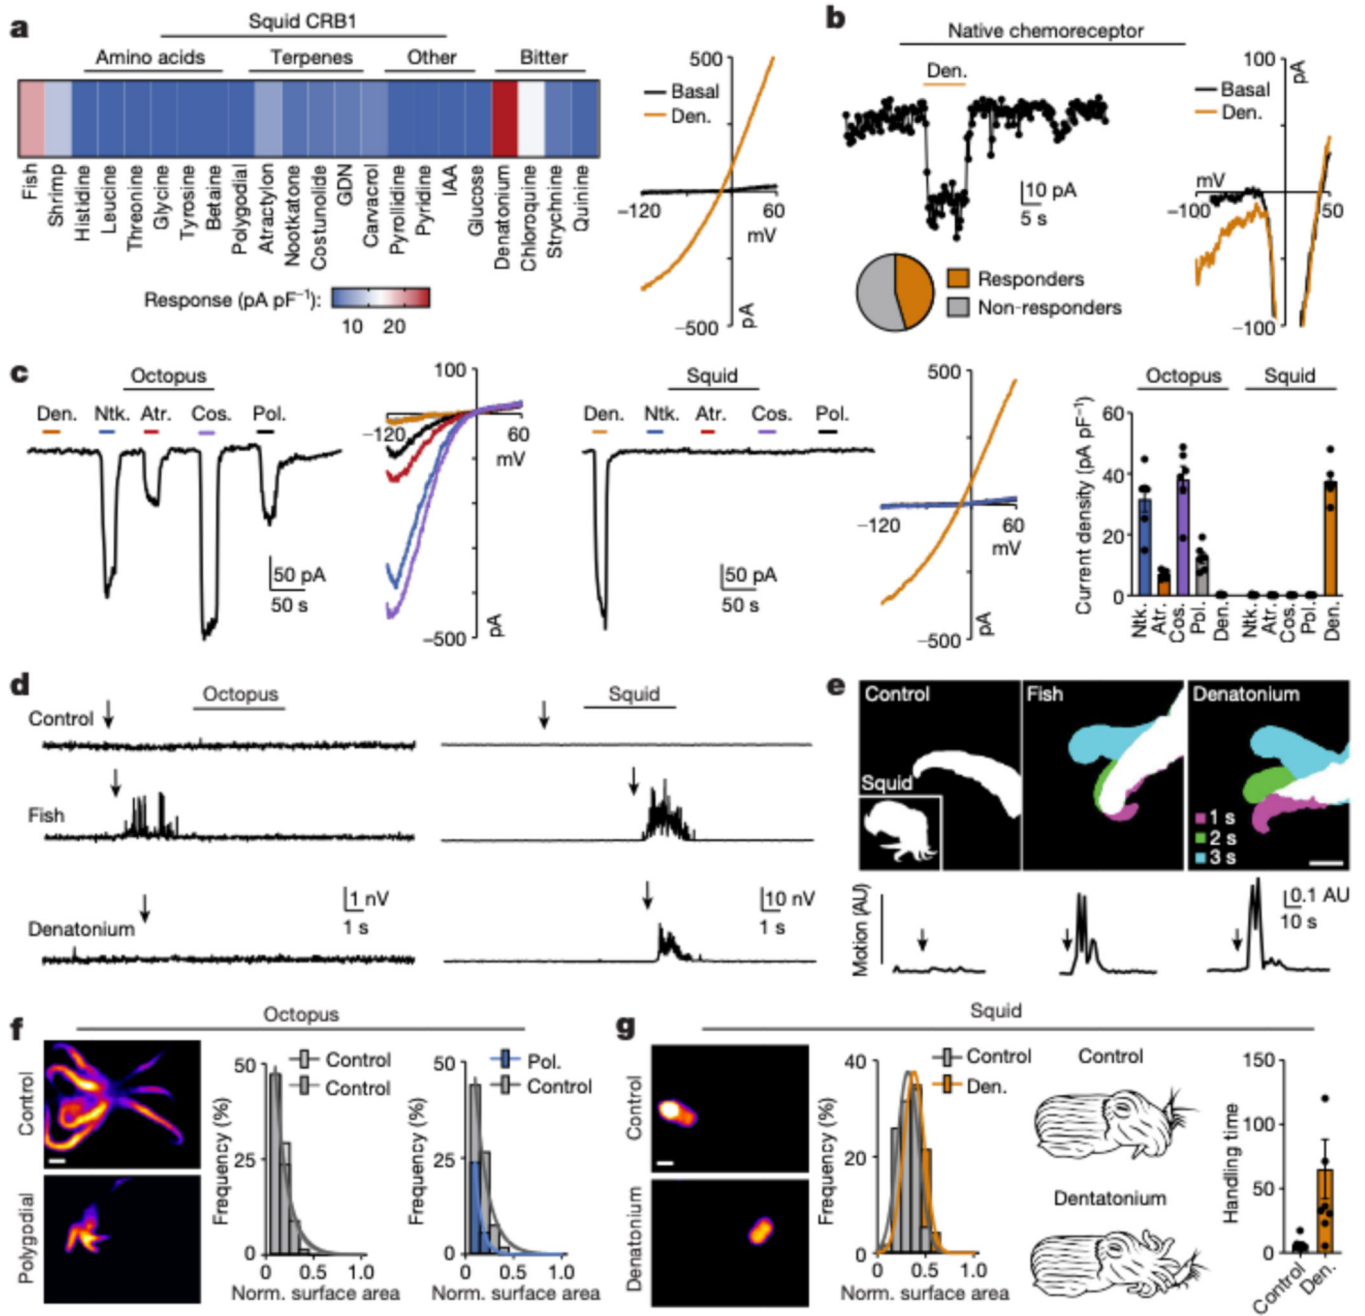 a
Squid CRB1
Amino acids
Terpenes
Other
Bitter
Fish
Shrimp
Histidine
Leucine
Threonine
Glycine
Tyrosine
Betaine
Polygodial
Atractylon
Nootkatone
Costunolide
GDN
Carvacrol
Pyrollidine
Pyridine
IAA
Glucose
Denatonium
Chloroquine
Strychnine
Quinine
Response (pA pF⁻¹):
10 20
500
Basal
Den.
−120
60
mV
−500
pA
b
Native chemoreceptor
Den.
10 pA
5 s
Responders
Non-responders
100
pA
Basal
Den.
mV
−100
50
−100
c
Octopus
Den. Ntk. Atr. Cos. Pol.
50 pA
50 s
100
−120
60
mV
−500
pA
Squid
Den. Ntk. Atr. Cos. Pol.
50 pA
50 s
500
−120
60
mV
−500
pA
Octopus Squid
Current density (pA pF⁻¹)
60
40
20
0
Ntk.
Atr.
Cos.
Pol.
Den.
Ntk.
Atr.
Cos.
Pol.
Den.
d
Octopus
Squid
Control
Fish
Denatonium
1 nV
1 s
10 nV
1 s
e
Control
Fish
Denatonium
Squid
1 s
2 s
3 s
Motion (AU)
0.1 AU
10 s
f
Octopus
Control
Polygodial
Frequency (%)
50
25
0
Control
Control
0 0.5 1.0
Norm. surface area
Frequency (%)
50
25
0
Pol.
Control
0 0.5 1.0
Norm. surface area
g
Squid
Control
Denatonium
Frequency (%)
40
20
0
Control
Den.
0 0.5 1.0
Norm. surface area
Control
Dentatonium
Handling time
150
100
50
0
Control
Den.